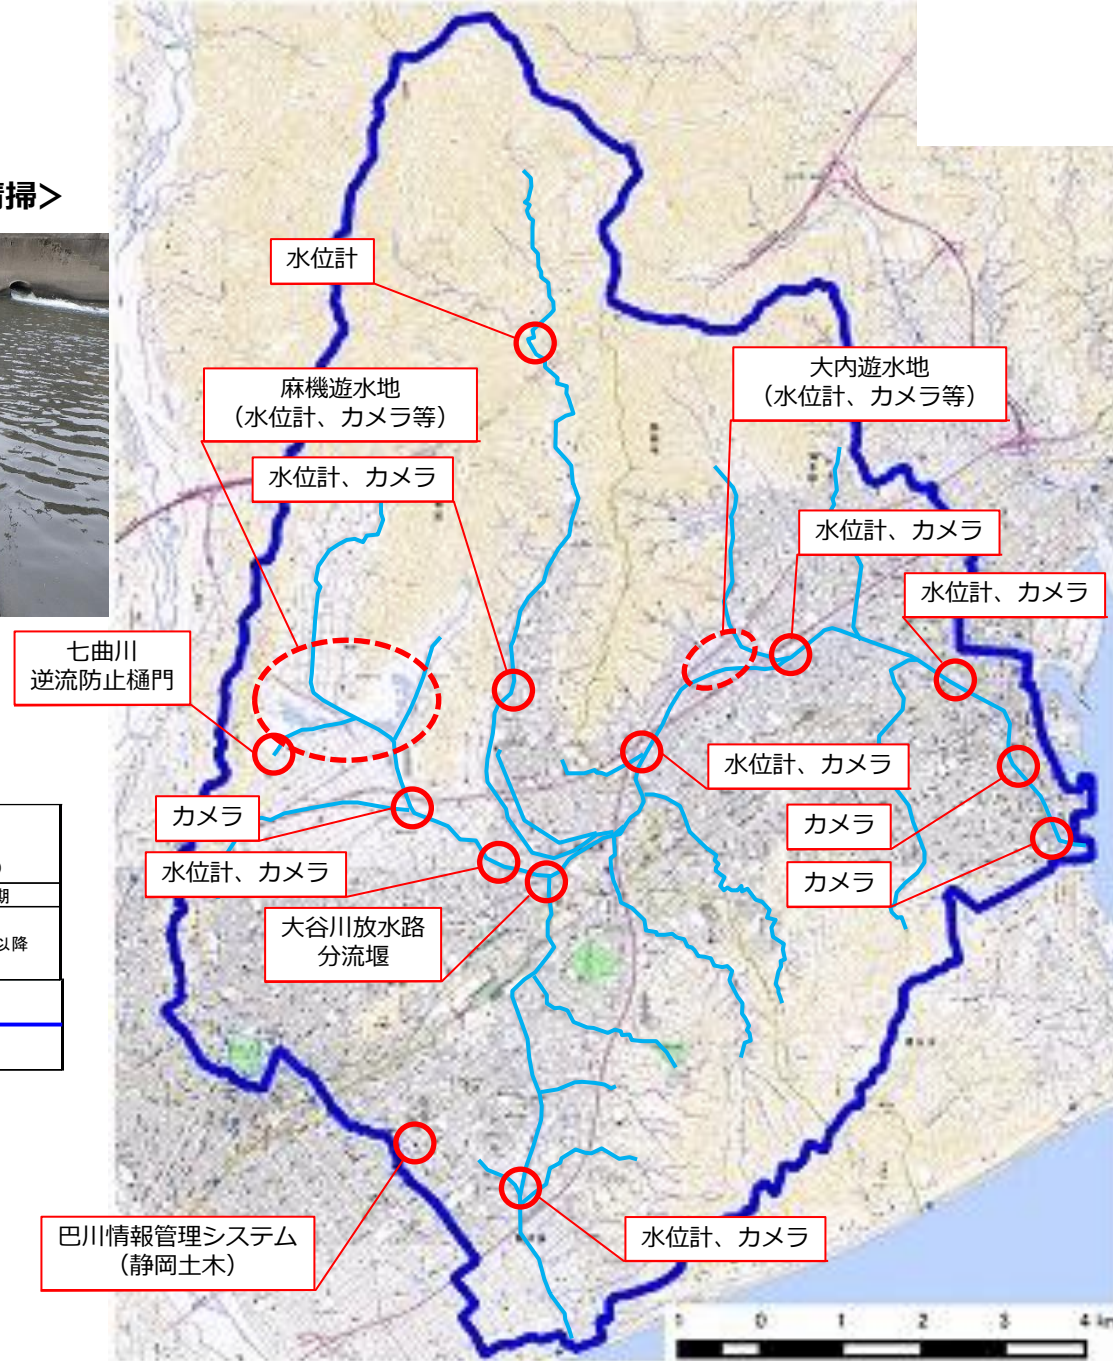 清掃＞
水位計
麻機遊水地
（水位計、カメラ等）
大内遊水地
（水位計、カメラ等）
水位計、カメラ
水位計、カメラ
水位計、カメラ
七曲川
逆流防止樋門
水位計、カメラ
カメラ
カメラ
水位計、カメラ
カメラ
大谷川放水路
分流堰
期
以降
巴川情報管理システム
（静岡土木）
水位計、カメラ
1 0 1 2 3 4 km